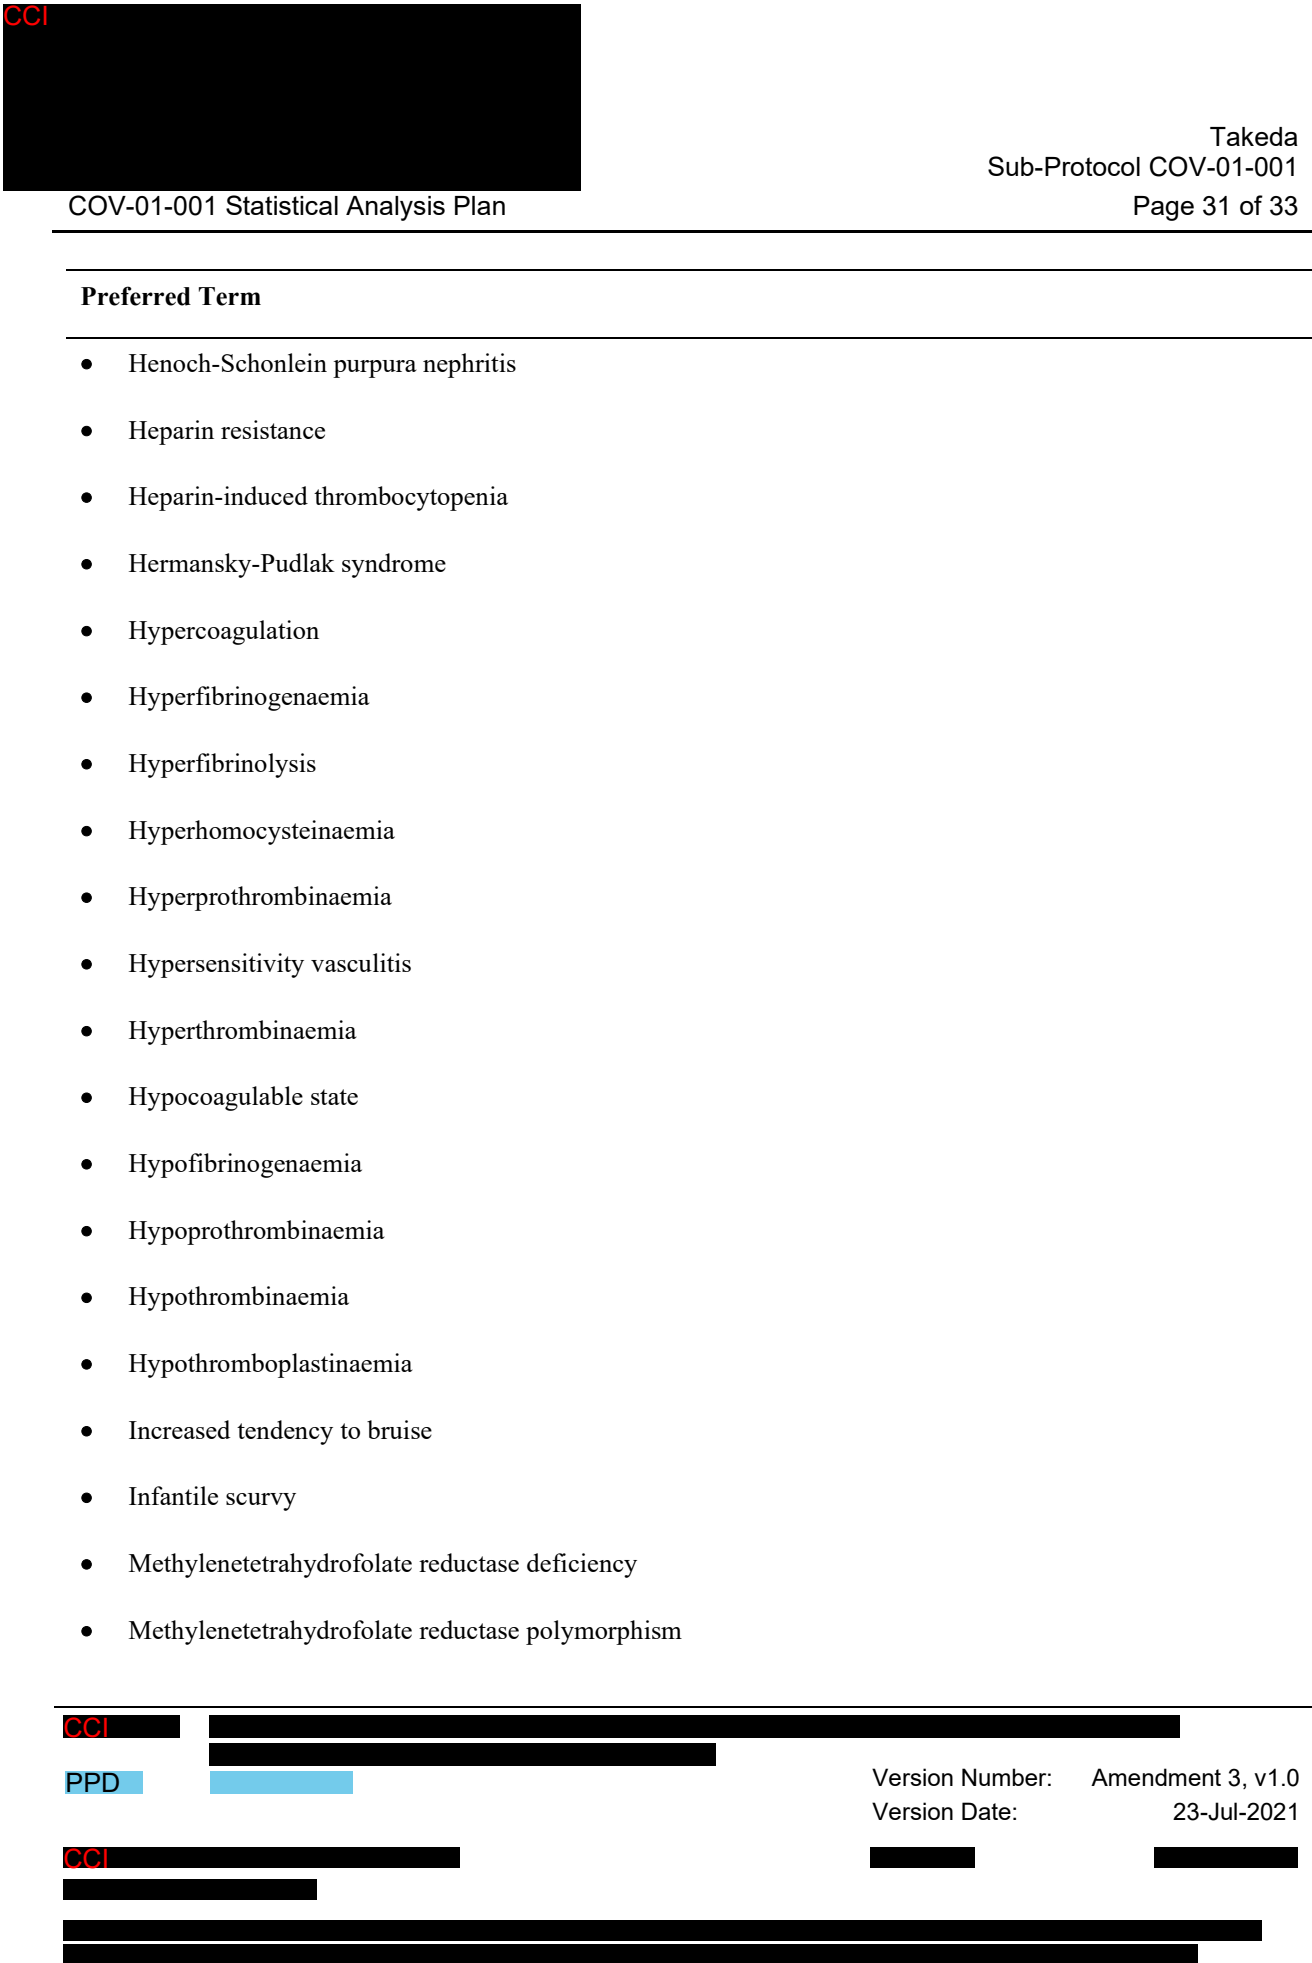 CCI
Takeda
Sub-Protocol COV-01-001
COV-01-001 Statistical Analysis Plan Page 31 of 33
Preferred Term
• Henoch-Schonlein purpura nephritis
• Heparin resistance
• Heparin-induced thrombocytopenia
• Hermansky-Pudlak syndrome
• Hypercoagulation
• Hyperfibrinogenaemia
• Hyperfibrinolysis
• Hyperhomocysteinaemia
• Hyperprothrombinaemia
• Hypersensitivity vasculitis
• Hyperthrombinaemia
• Hypocoagulable state
• Hypofibrinogenaemia
• Hypoprothrombinaemia
• Hypothrombinaemia
• Hypothromboplastinaemia
• Increased tendency to bruise
• Infantile scurvy
• Methylenetetrahydrofolate reductase deficiency
• Methylenetetrahydrofolate reductase polymorphism
CCI
PPD Version Number: Amendment 3, v1.0
Version Date: 23-Jul-2021
CCI